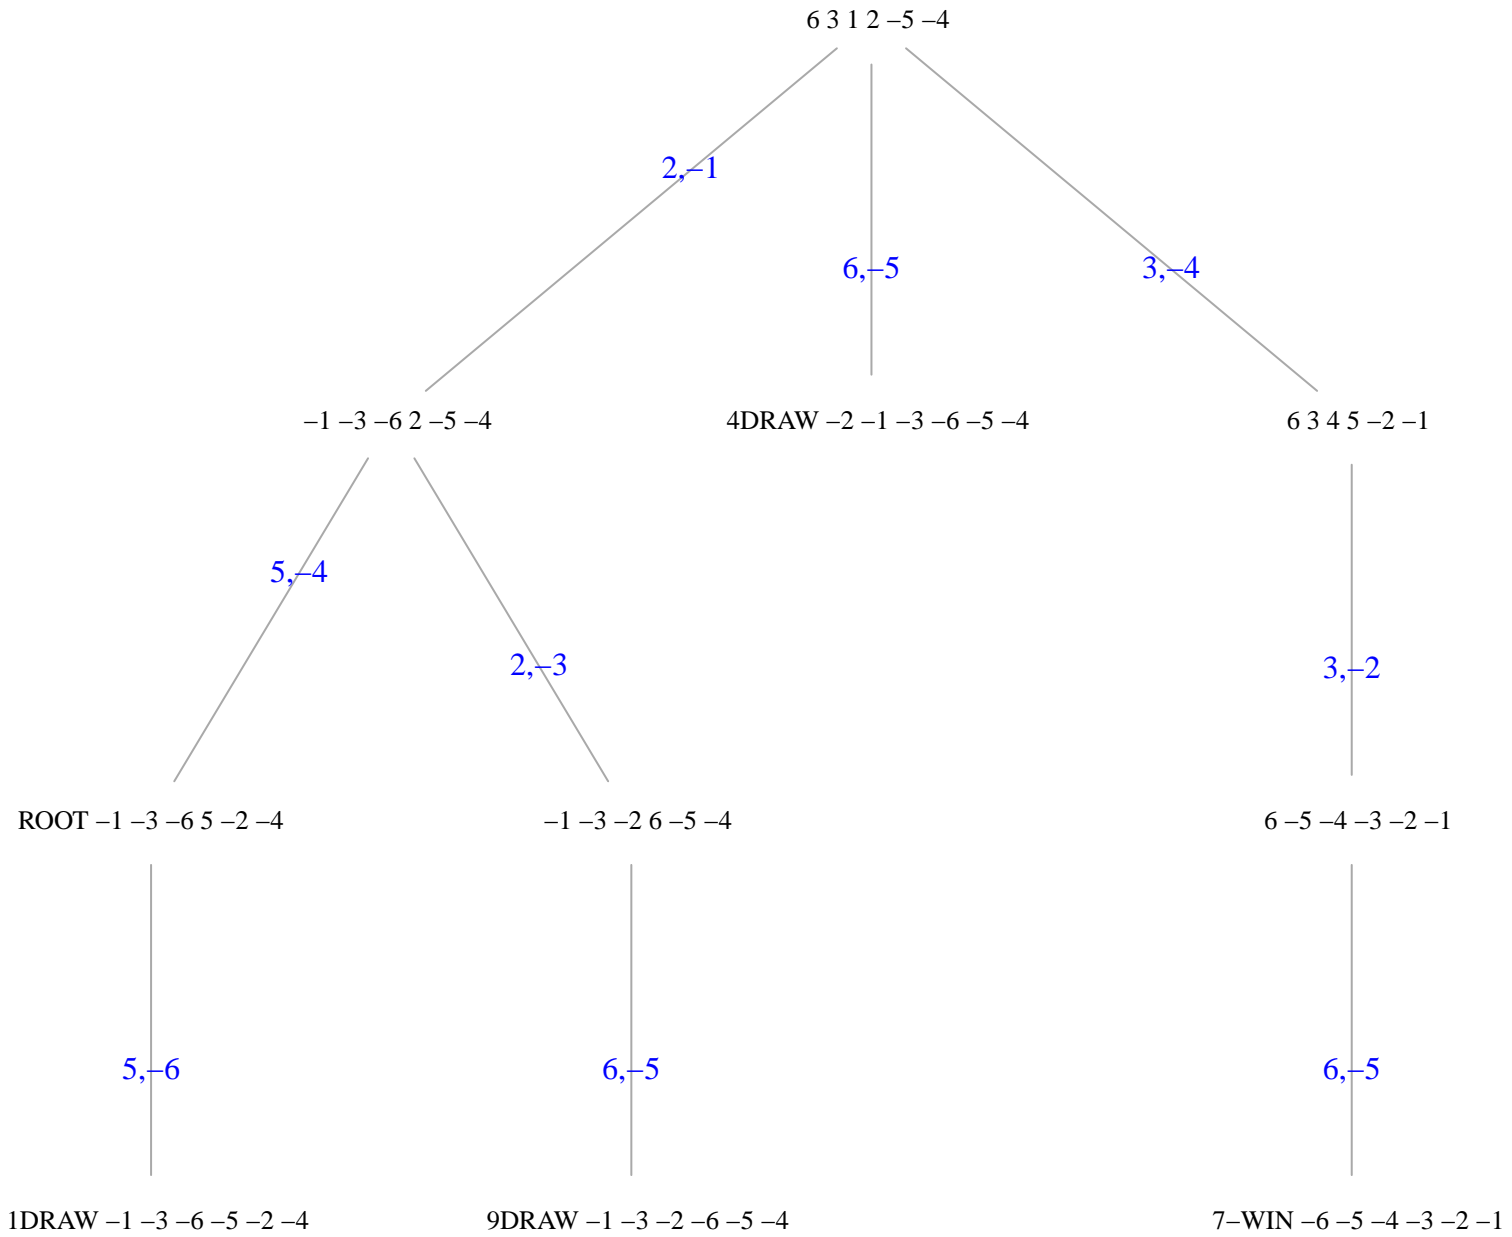 6 3 1 2 –5 –4
2,–1
6,–5
3,–4
–1 –3 –6 2 –5 –4
4DRAW –2 –1 –3 –6 –5 –4
6 3 4 5 –2 –1
5,–4
2,–3
3,–2
ROOT –1 –3 –6 5 –2 –4
–1 –3 –2 6 –5 –4
6 –5 –4 –3 –2 –1
5,–6
6,–5
6,–5
1DRAW –1 –3 –6 –5 –2 –4
9DRAW –1 –3 –2 –6 –5 –4
7–WIN –6 –5 –4 –3 –2 –1